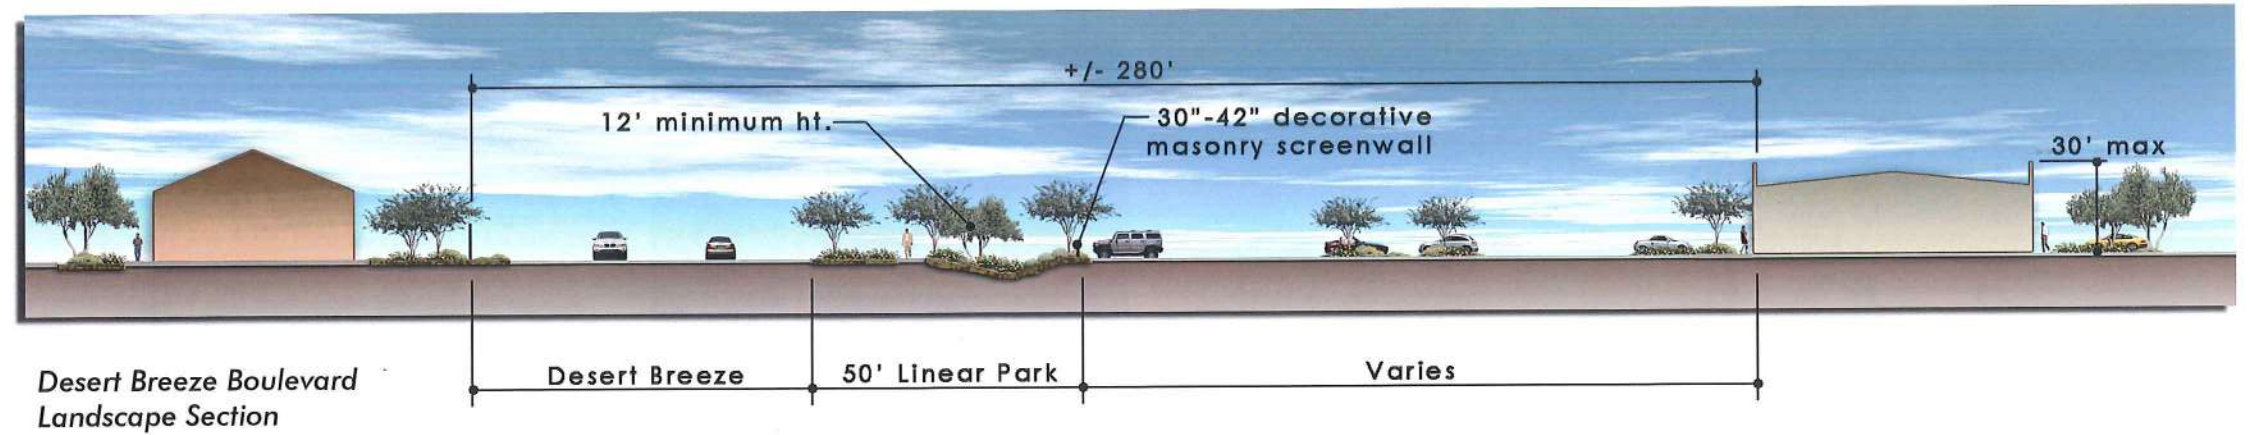 +/- 280'
12' minimum ht.
30"-42" decorative
masonry screenwall
30' max
Desert Breeze
50' Linear Park
Varies
Desert Breeze Boulevard
Landscape Section